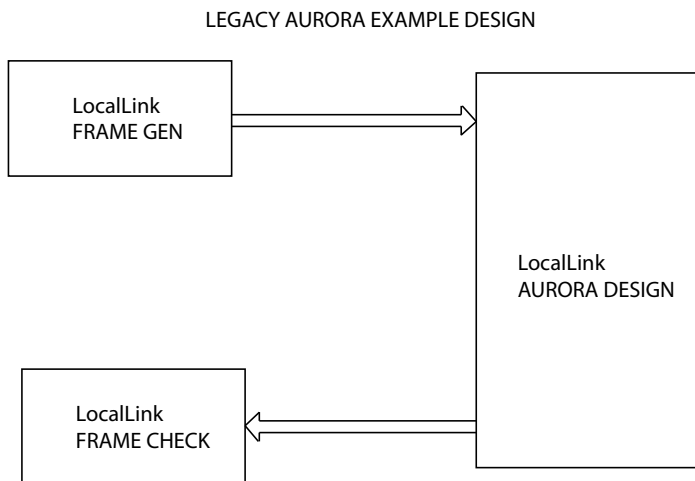 LEGACY AURORA EXAMPLE DESIGN
LocalLink
FRAME GEN
LocalLink
AURORA DESIGN
LocalLink
FRAME CHECK